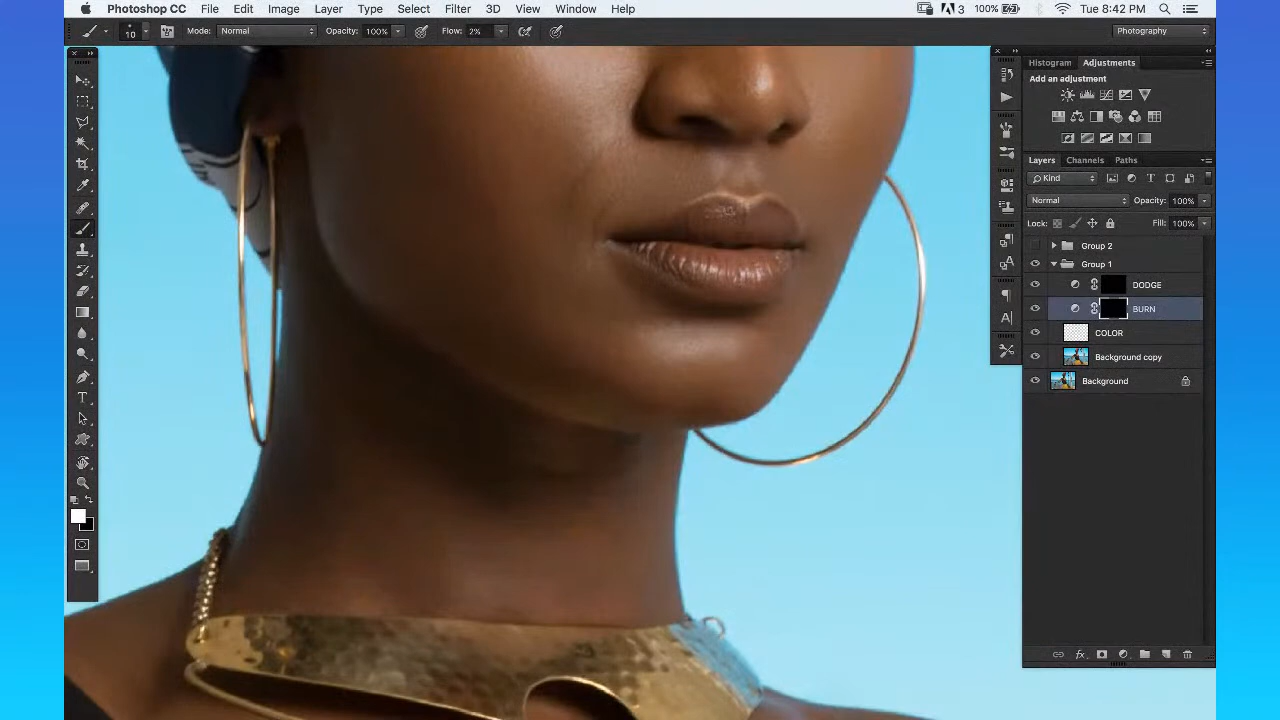 Photoshop CC File Edit Image Layer Type Select Filter 3D View Window Help 3 100% Tue 8:42 PM
10 Mode: Normal Opacity: 100% Flow: 2% Photography
Histogram Adjustments
Add an adjustment
Layers Channels Paths
Kind
Normal Opacity: 100%
Lock: Fill: 100%
Group 2
Group 1
DODGE
BURN
COLOR
Background copy
Background